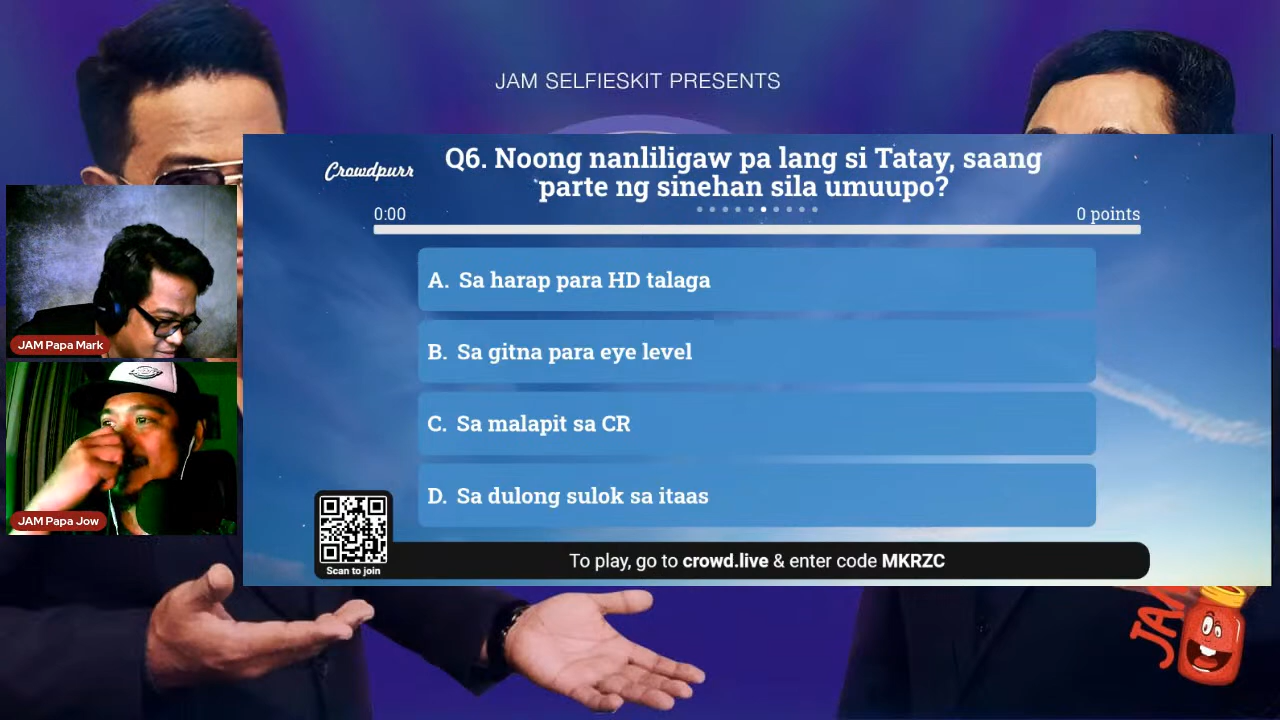 JAM SELFIESKIT PRESENTS
Crowdpurr
Q6. Noong nanliligaw pa lang si Tatay, saang
parte ng sinehan sila umuupo?
0:00
0 points
A. Sa harap para HD talaga
B. Sa gitna para eye level
C. Sa malapit sa CR
D. Sa dulong sulok sa itaas
JAM Papa Mark
JAM Papa Jow
Scan to join
To play, go to crowd.live & enter code MKRZC
JAM